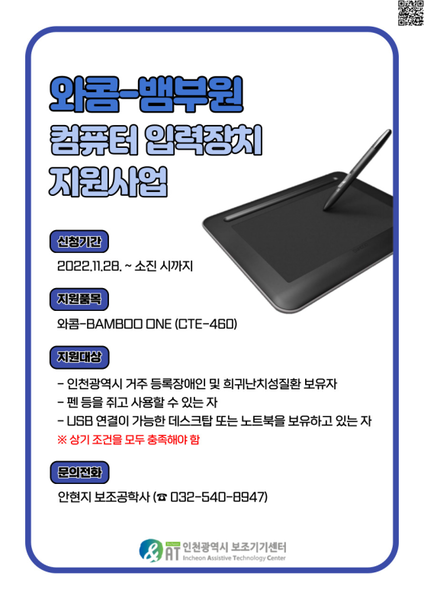 와콤-뱀부원
컴퓨터 입력장치
지원사업
신청기간
2022.11.28. ~ 소진 시까지
지원품목
와콤-BAMBOO ONE (CTE-460)
지원대상
- 인천광역시 거주 등록장애인 및 희귀난치성질환 보유자
- 펜 등을 쥐고 사용할 수 있는 자
- USB 연결이 가능한 데스크탑 또는 노트북을 보유하고 있는 자
※ 상기 조건을 모두 충족해야 함
문의전화
안현지 보조공학사 (☎ 032-540-8947)
&AT 인천광역시 보조기기센터
Incheon Assistive Technology Center